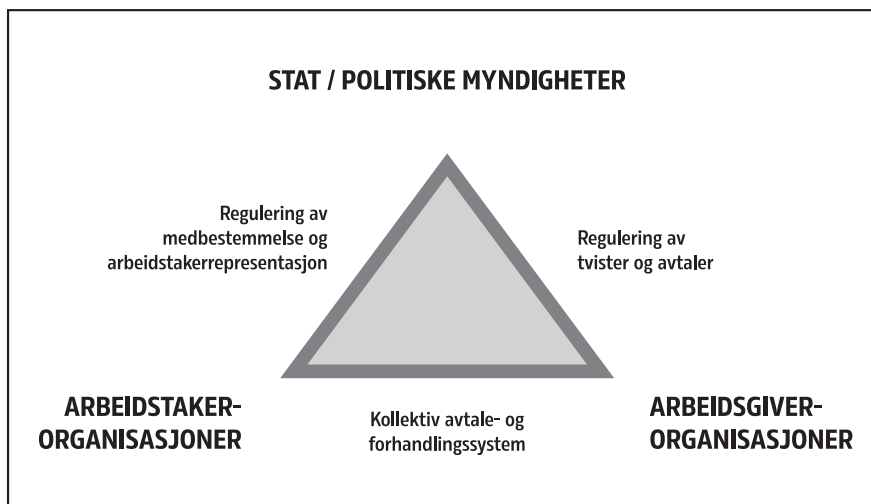 STAT / POLITISKE MYNDIGHETER
Regulering av
medbestemmelse og
arbeidstakerrepresentasjon
Regulering av
tvister og avtaler
ARBEIDSTAKER-
ORGANISASJONER
Kollektiv avtale- og
forhandlingssystem
ARBEIDSGIVER-
ORGANISASJONER